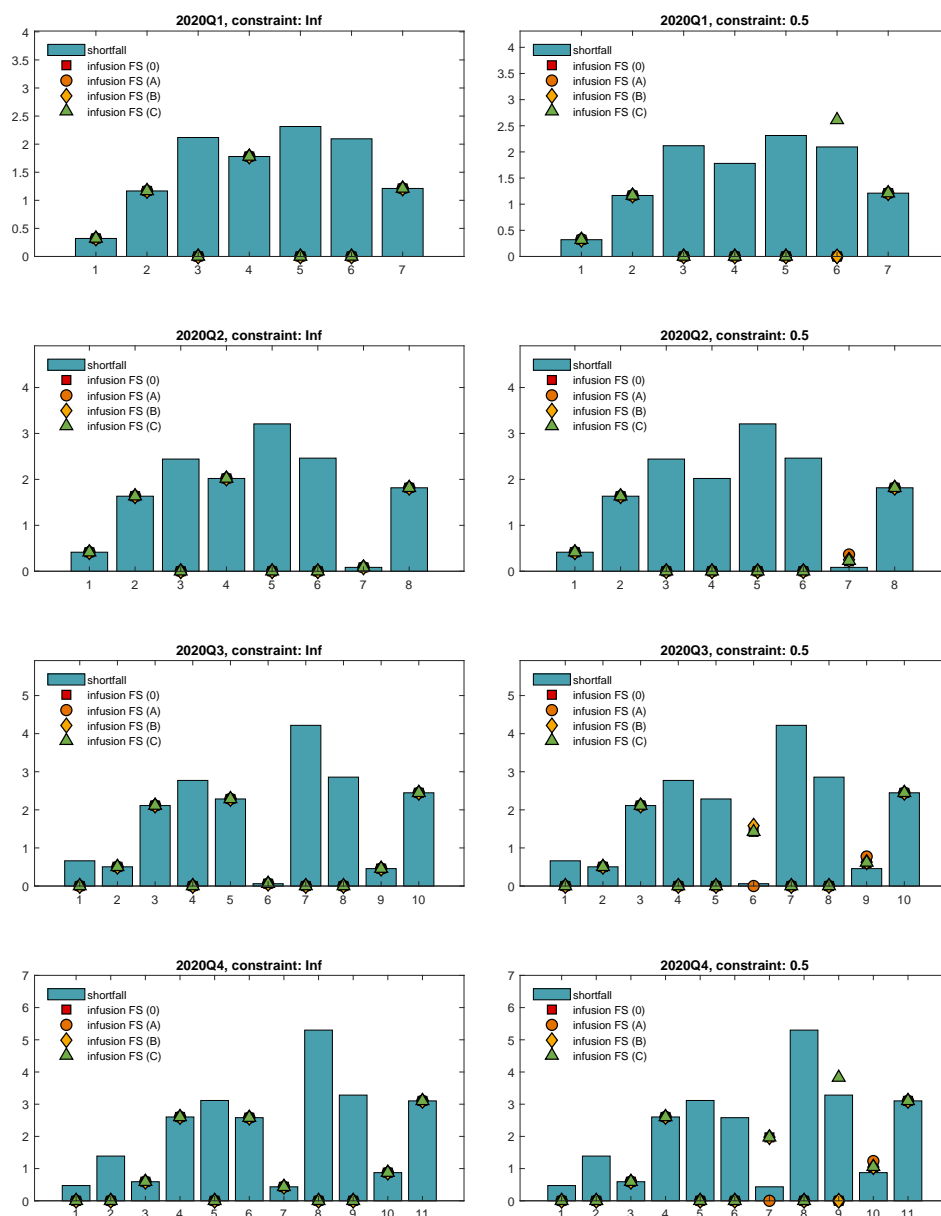 2020Q1, constraint: Inf
4
3.5
3
2.5
2
1.5
1
0.5
0
shortfall
infusion FS (0)
infusion FS (A)
infusion FS (B)
infusion FS (C)
1 2 3 4 5 6 7
2020Q1, constraint: 0.5
4
3.5
3
2.5
2
1.5
1
0.5
0
shortfall
infusion FS (0)
infusion FS (A)
infusion FS (B)
infusion FS (C)
1 2 3 4 5 6 7
2020Q2, constraint: Inf
4
3
2
1
0
shortfall
infusion FS (0)
infusion FS (A)
infusion FS (B)
infusion FS (C)
1 2 3 4 5 6 7 8
2020Q2, constraint: 0.5
4
3
2
1
0
shortfall
infusion FS (0)
infusion FS (A)
infusion FS (B)
infusion FS (C)
1 2 3 4 5 6 7 8
2020Q3, constraint: Inf
5
4
3
2
1
0
shortfall
infusion FS (0)
infusion FS (A)
infusion FS (B)
infusion FS (C)
1 2 3 4 5 6 7 8 9 10
2020Q3, constraint: 0.5
5
4
3
2
1
0
shortfall
infusion FS (0)
infusion FS (A)
infusion FS (B)
infusion FS (C)
1 2 3 4 5 6 7 8 9 10
2020Q4, constraint: Inf
7
6
5
4
3
2
1
0
shortfall
infusion FS (0)
infusion FS (A)
infusion FS (B)
infusion FS (C)
1 2 3 4 5 6 7 8 9 10 11
2020Q4, constraint: 0.5
7
6
5
4
3
2
1
0
shortfall
infusion FS (0)
infusion FS (A)
infusion FS (B)
infusion FS (C)
1 2 3 4 5 6 7 8 9 10 11